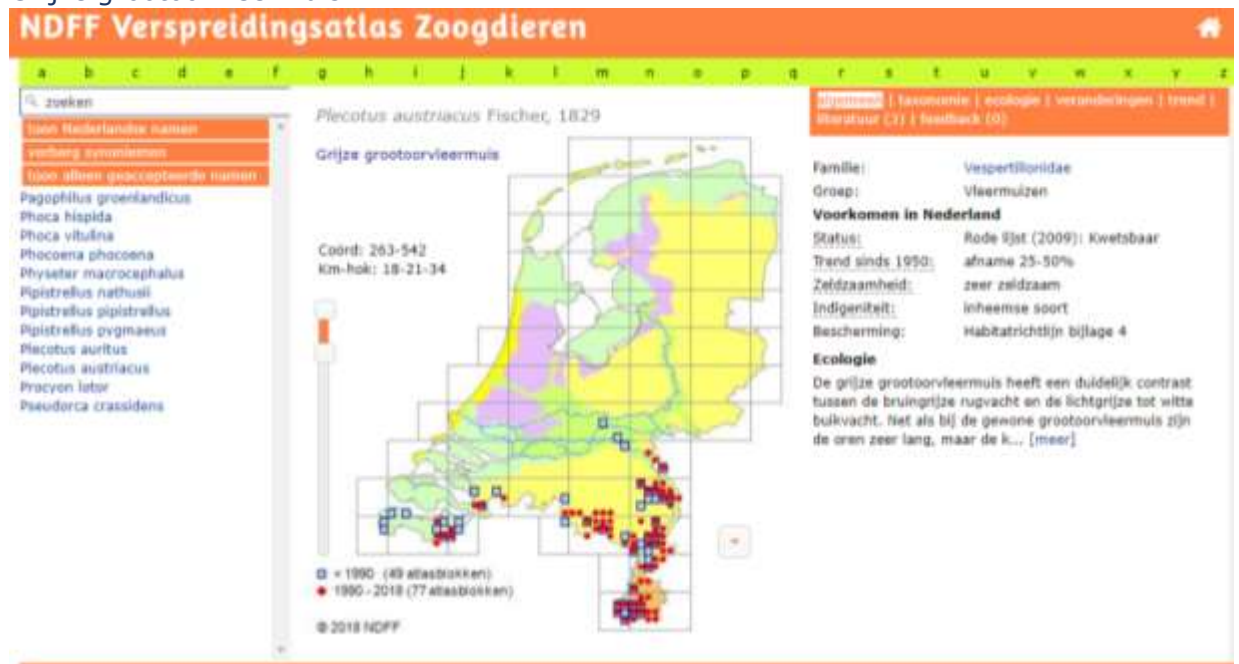 NDFF Verspreidingsatlas Zoogdieren
a b c d e f g h i j k l m n o p q r s t u v w x y z
zoeken
toon Nederlandse namen
verberg synoniemen
toon alleen geaccepteerde namen
Pagophilus groenlandicus
Phoca hispida
Phoca vitulina
Phocoena phocoena
Physeter macrocephalus
Pipistrellus nathusii
Pipistrellus pipistrellus
Pipistrellus pygmaeus
Plecotus auritus
Plecotus austriacus
Procyon lotor
Pseudorca crassidens
Plecotus austriacus Fischer, 1829
Grijze grootoorvleermuis
Coörd: 263-542
Km-hok: 18-21-34
< 1990 (49 atlasblokken)
1990 - 2018 (77 atlasblokken)
© 2018 NDFF
algemeen | taxonomie | ecologie | veranderingen | trend |
literatuur (3) | feedback (0)
Familie: Vespertilionidae
Groep: Vleermuizen
Voorkomen in Nederland
Status: Rode lijst (2009): Kwetsbaar
Trend sinds 1950: afname 25-50%
Zeldzaamheid: zeer zeldzaam
Indigeniteit: inheemse soort
Bescherming: Habitatrichtlijn bijlage 4
Ecologie
De grijze grootoorvleermuis heeft een duidelijk contrast
tussen de bruingrijze rugvacht en de lichtgrijze tot witte
buikvacht. Net als bij de gewone grootoorvleermuis zijn
de oren zeer lang, maar de k... [meer]